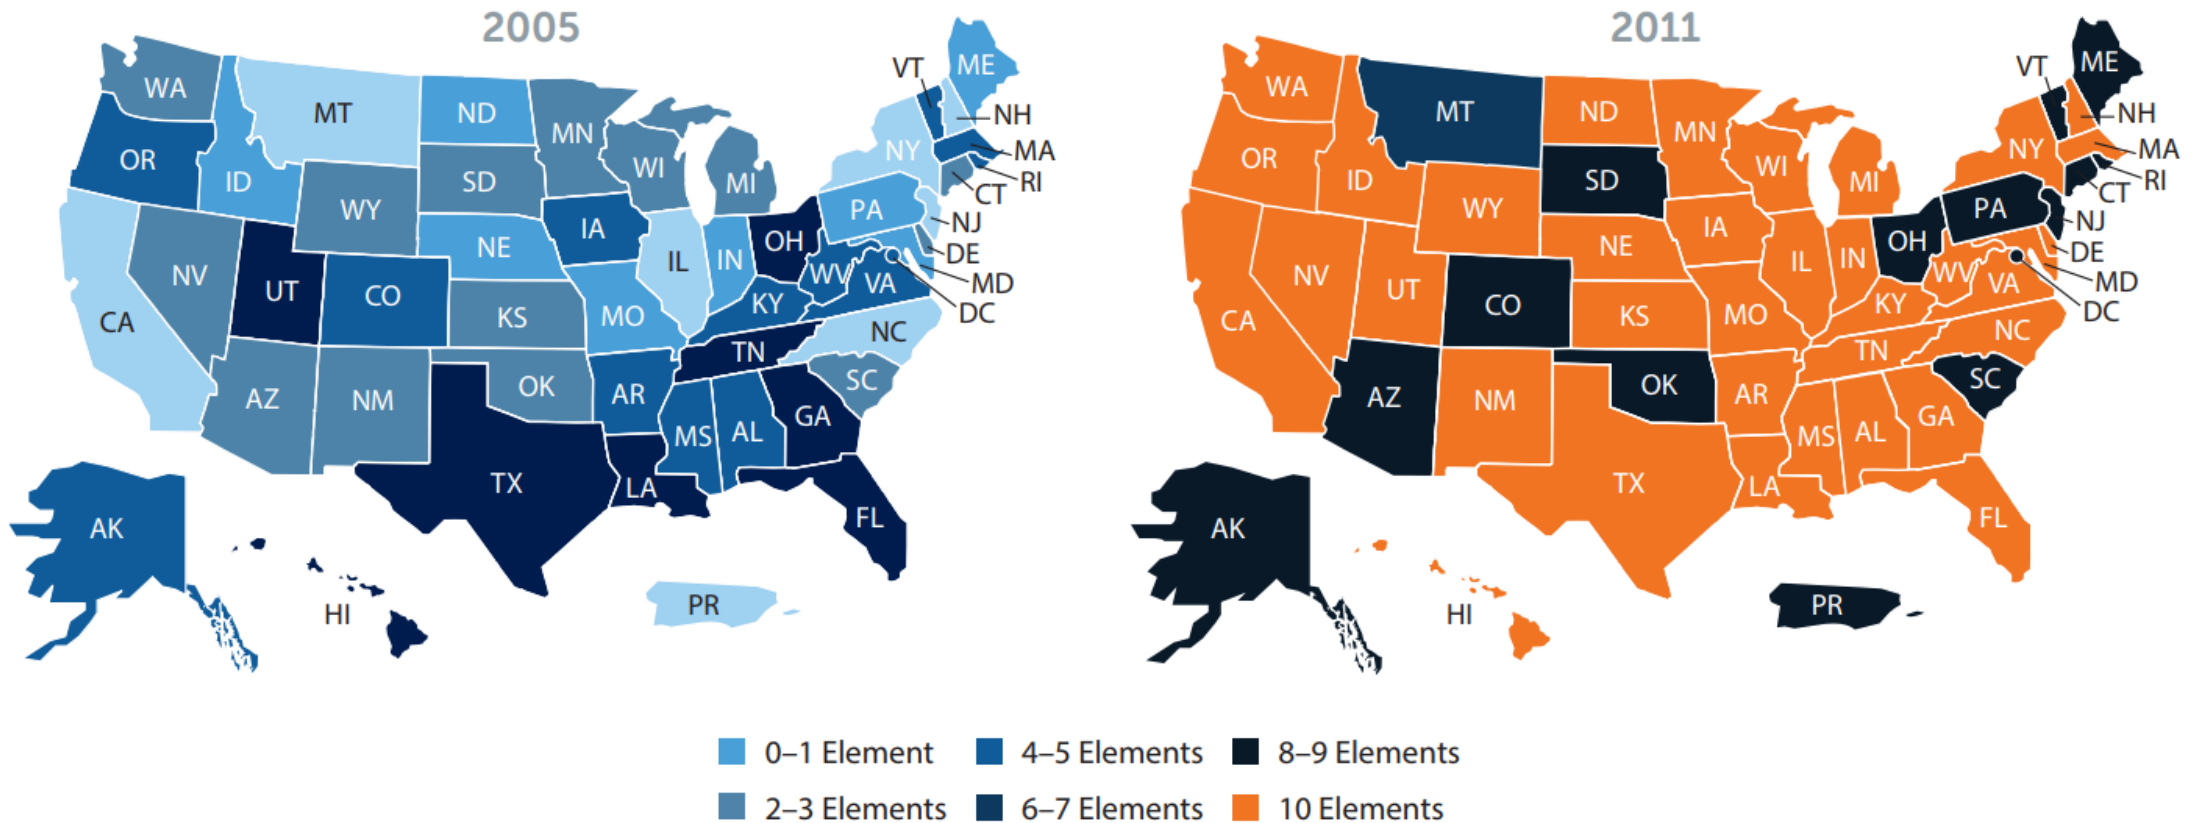 2005
WA
OR
MT
ID
WY
ND
SD
NE
MN
WI
MI
IA
IL
IN
OH
PA
NY
VT
ME
NH
MA
RI
CT
NJ
DE
MD
DC
WV
VA
KY
NC
TN
SC
GA
AL
MS
AR
MO
KS
CO
UT
NV
CA
AZ
NM
OK
TX
LA
FL
AK
HI
PR
2011
WA
OR
MT
ID
WY
ND
SD
NE
MN
WI
MI
IA
IL
IN
OH
PA
NY
VT
ME
NH
MA
RI
CT
NJ
DE
MD
DC
WV
VA
KY
NC
TN
SC
GA
AL
MS
AR
MO
KS
CO
UT
NV
CA
AZ
NM
OK
TX
LA
FL
AK
HI
PR
0–1 Element
4–5 Elements
8–9 Elements
2–3 Elements
6–7 Elements
10 Elements